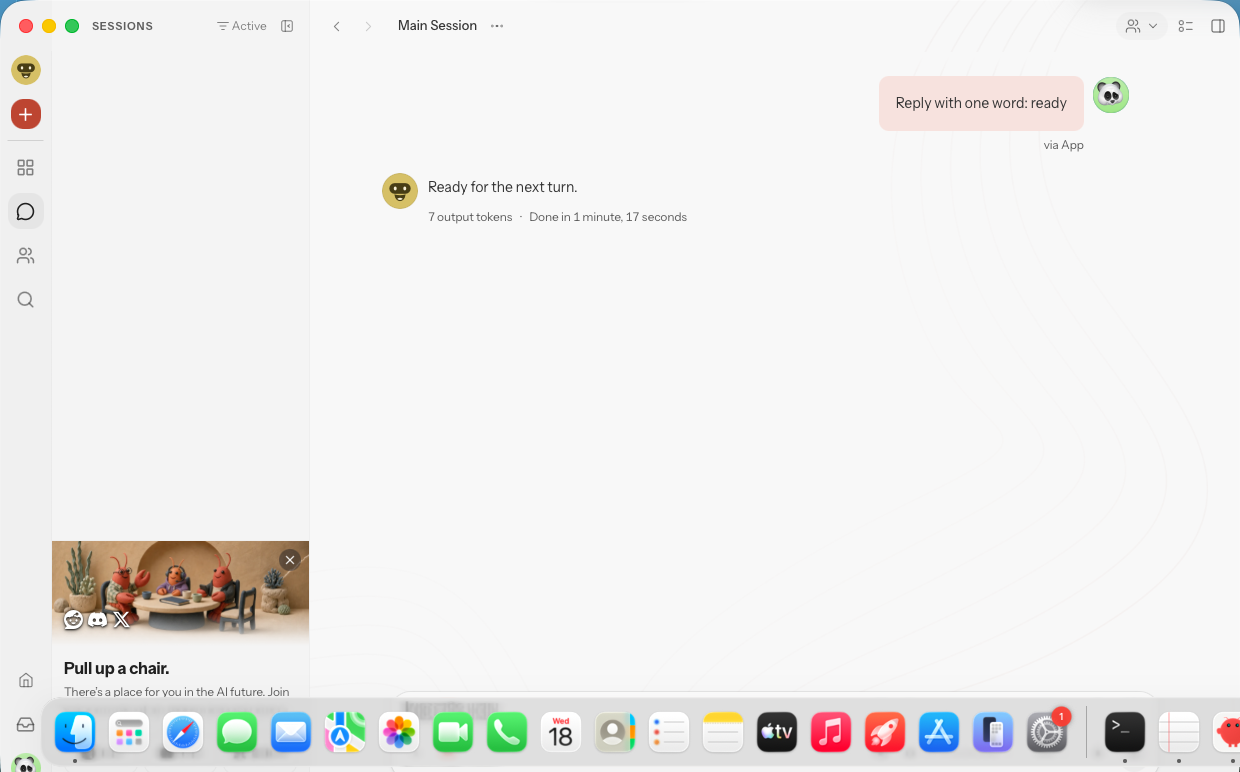 SESSIONS
Active
Main Session
Reply with one word: ready
via App
Ready for the next turn.
7 output tokens · Done in 1 minute, 17 seconds
Pull up a chair.
There's a place for you in the AI future. Join
Wed
18
tv
1
>_